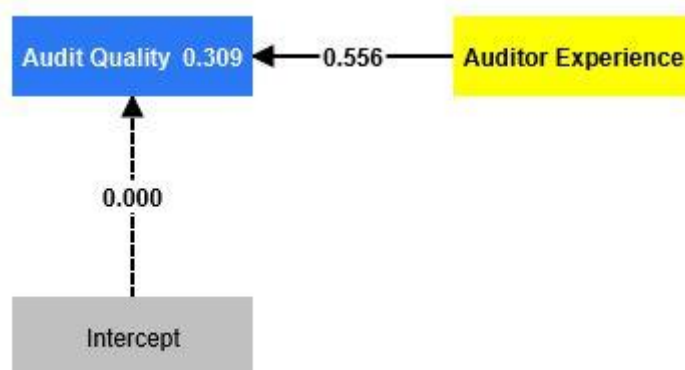 Audit Quality 0.309
0.556
Auditor Experience
0.000
Intercept